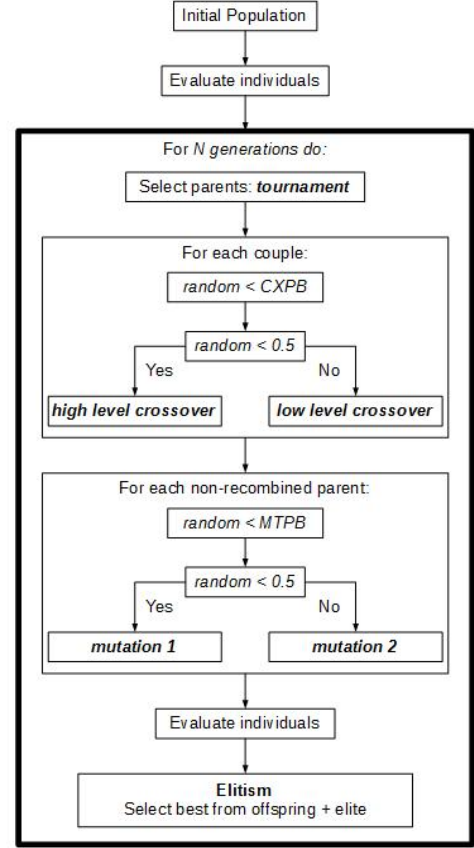 Initial Population
Evaluate individuals
For N generations do:
Select parents: tournament
For each couple:
random < CXPB
random < 0.5
Yes
No
high level crossover
low level crossover
For each non-recombined parent:
random < MTPB
random < 0.5
Yes
No
mutation 1
mutation 2
Evaluate individuals
Elitism
Select best from offspring + elite